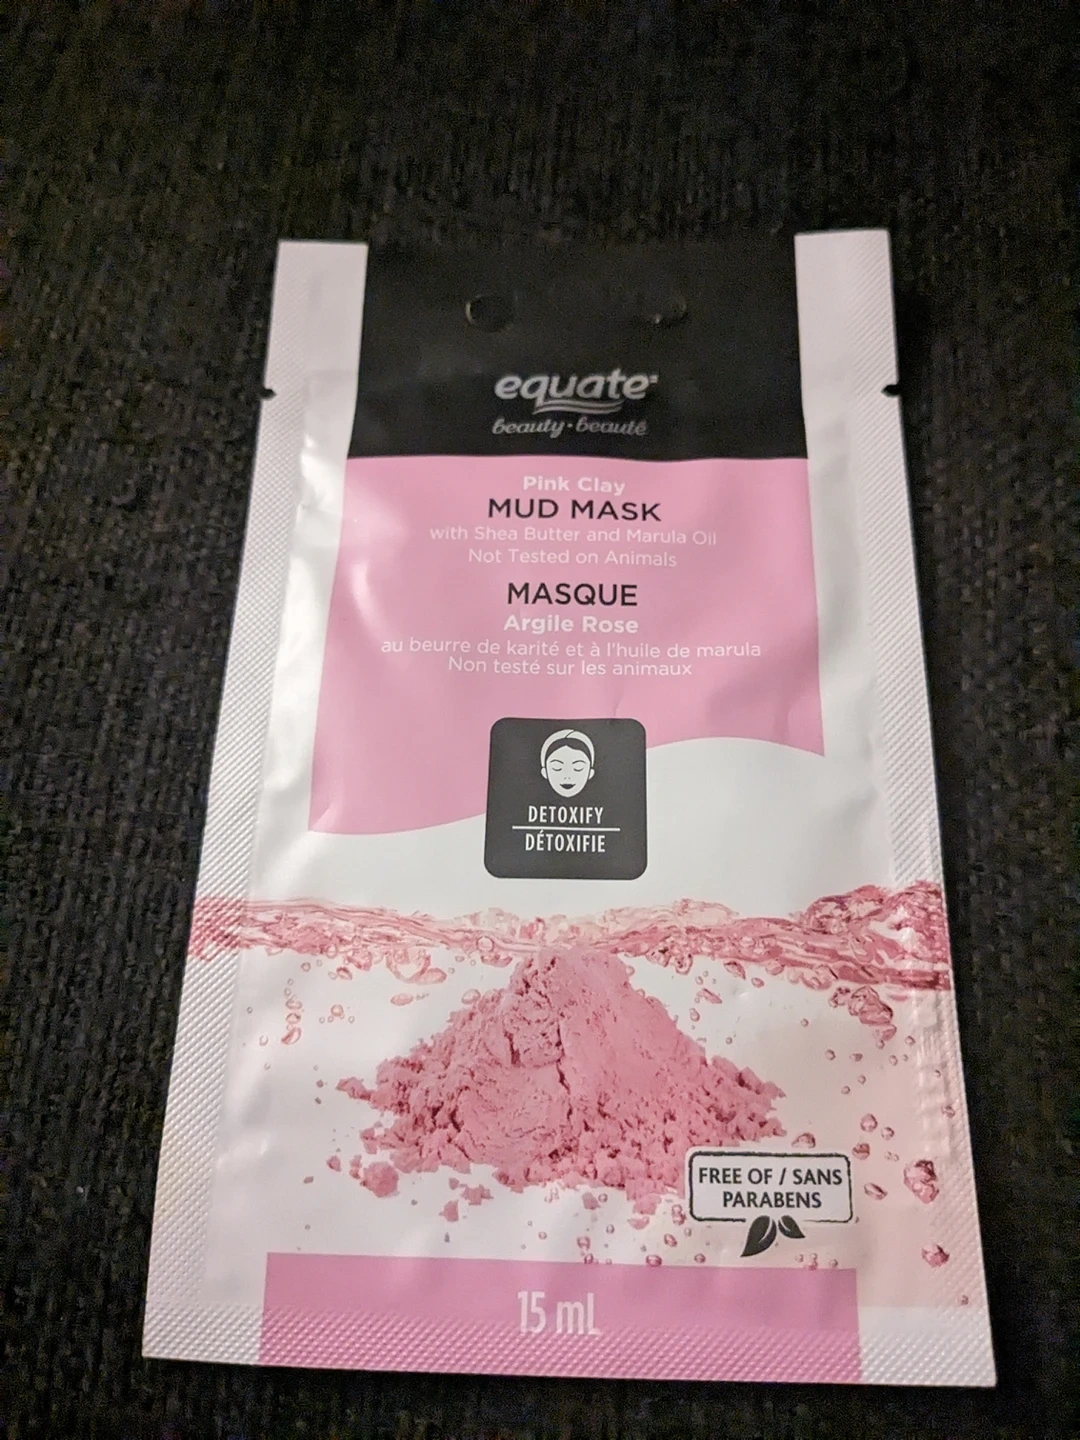 equate
beauty·beauté
Pink Clay
MUD MASK
with Shea Butter and Marula Oil
Not Tested on Animals
MASQUE
Argile Rose
au beurre de karité et à l'huile de marula
Non testé sur les animaux
DETOXIFY
DÉTOXIFIE
FREE OF / SANS
PARABENS
15 mL